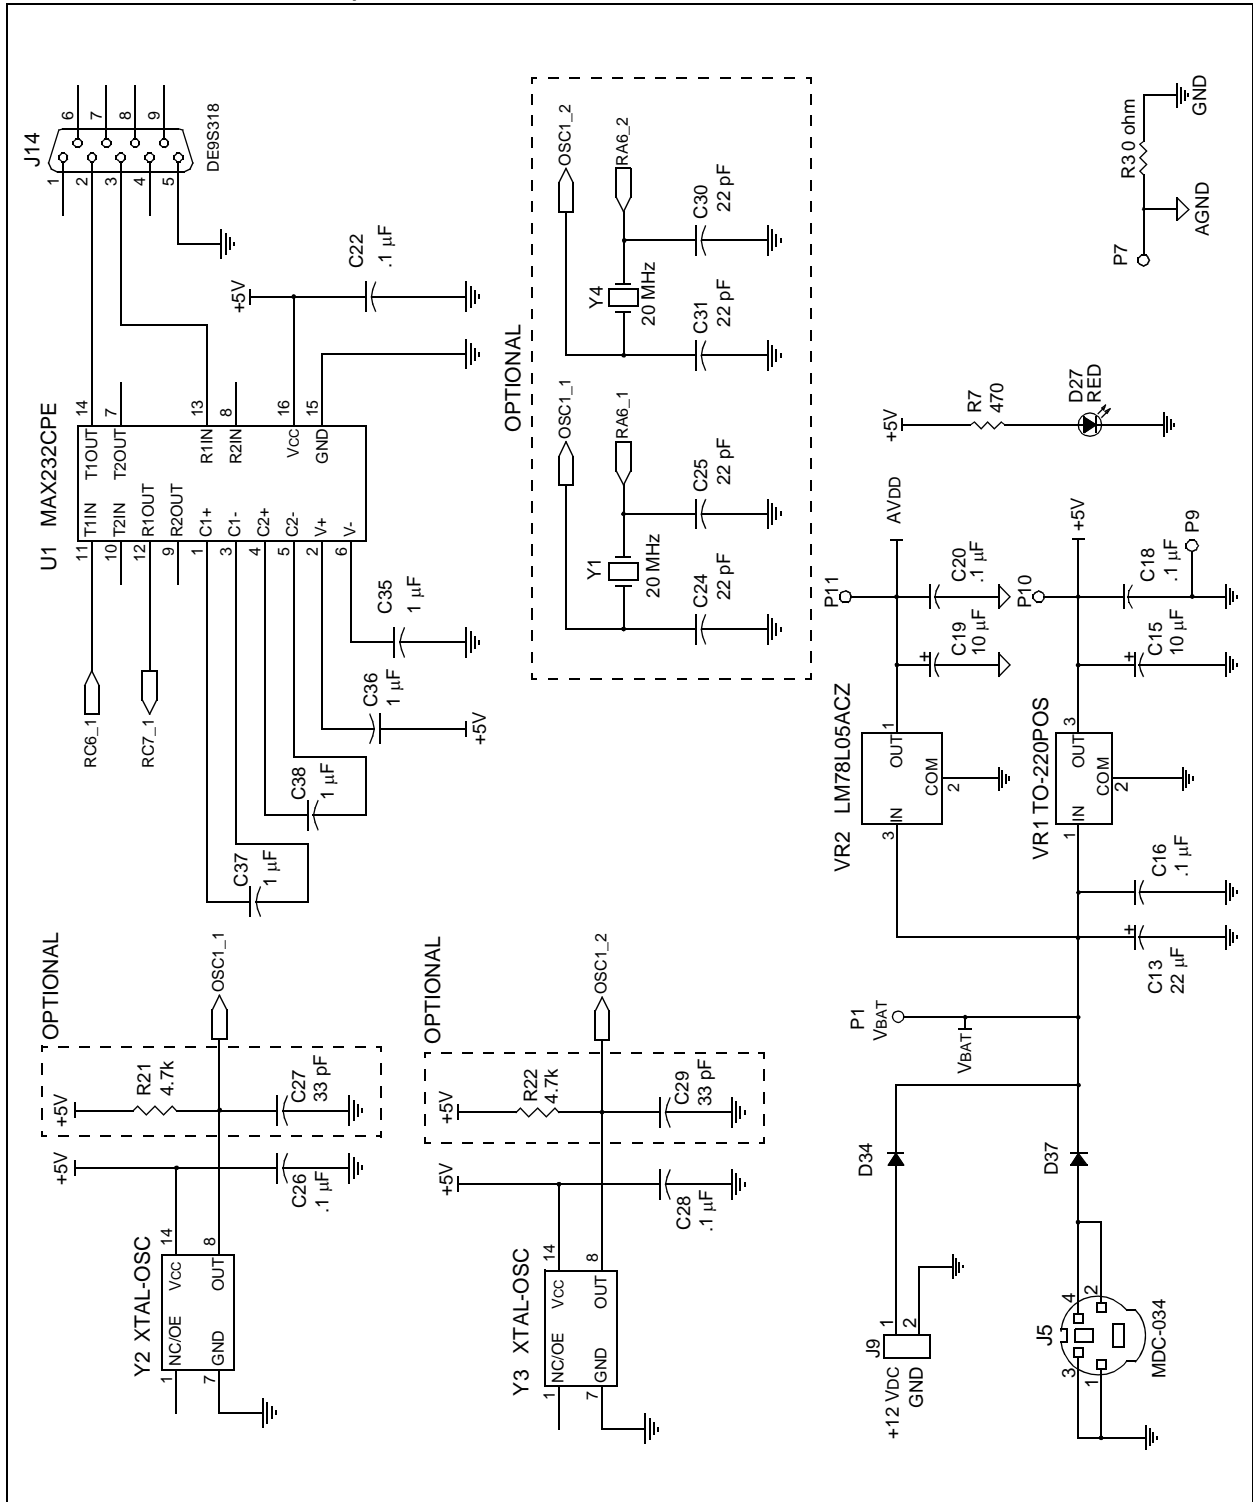 J14
1
2
3
4
5
6
7
8
9
DE9S318
U1 MAX232CPE
RC6_1
RC7_1
11 T1IN
10 T2IN
12 R1OUT
9 R2OUT
1 C1+
3 C1-
4 C2+
5 C2-
2 V+
6 V-
T1OUT 14
T2OUT 7
R1IN 13
R2IN 8
VCC 16
GND 15
+5V
C22
.1 µF
C35
1 µF
C36
1 µF
+5V
C38
1 µF
C37
1 µF
OPTIONAL
OSC1_1
RA6_1
Y1
20 MHz
C24
22 pF
C25
22 pF
OSC1_2
RA6_2
Y4
20 MHz
C31
22 pF
C30
22 pF
P7
R3 0 ohm
AGND
GND
OPTIONAL
+5V
R21
4.7k
C27
33 pF
OSC1_1
+5V
C26
.1 µF
Y2 XTAL-OSC
1
NC/OE
VCC
14
7
GND
OUT
8
OPTIONAL
+5V
R22
4.7k
C29
33 pF
OSC1_2
+5V
C28
.1 µF
Y3 XTAL-OSC
1
NC/OE
VCC
14
7
GND
OUT
8
VR2 LM78L05ACZ
3
IN
OUT
1
COM
2
P11
AVDD
C19
10 µF
+
C20
.1 µF
VR1 TO-220POS
1
IN
OUT
3
COM
2
P10
+5V
C15
10 µF
+
C18
.1 µF
P9
+5V
R7
470
D27
RED
C16
.1 µF
C13
22 µF
+
P1
VBAT
VBAT
D34
D37
J9
1
2
+12 VDC
GND
J5
4
2
3
1
MDC-034